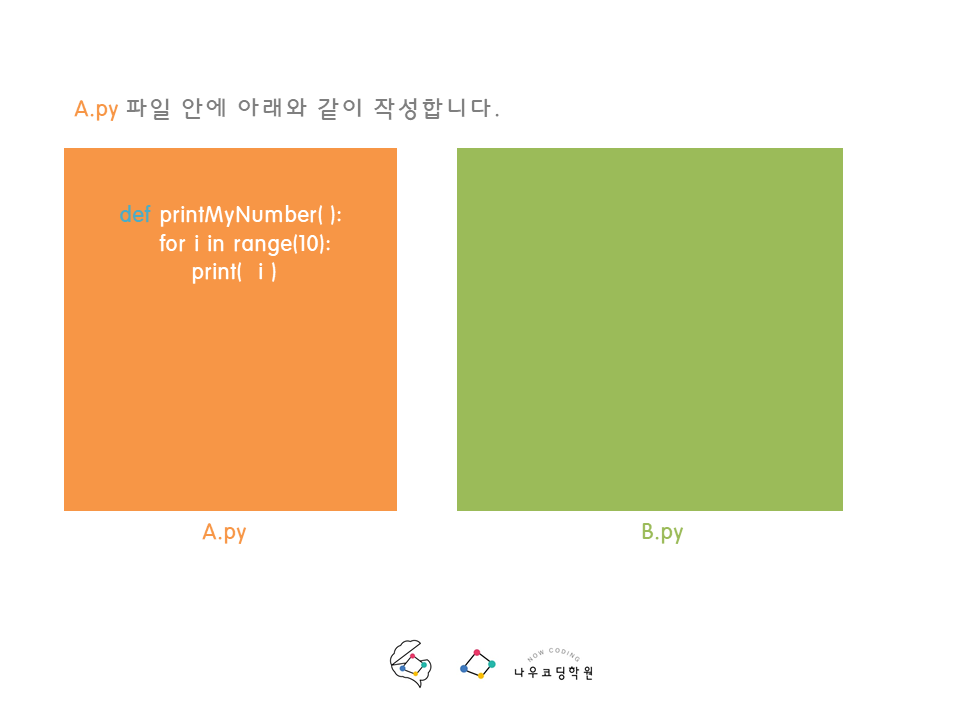 A.py 파일 안에 아래와 같이 작성합니다.
def printMyNumber( ):
for i in range(10):
print(  i )
A.py
B.py
NOW CODING
나우코딩학원